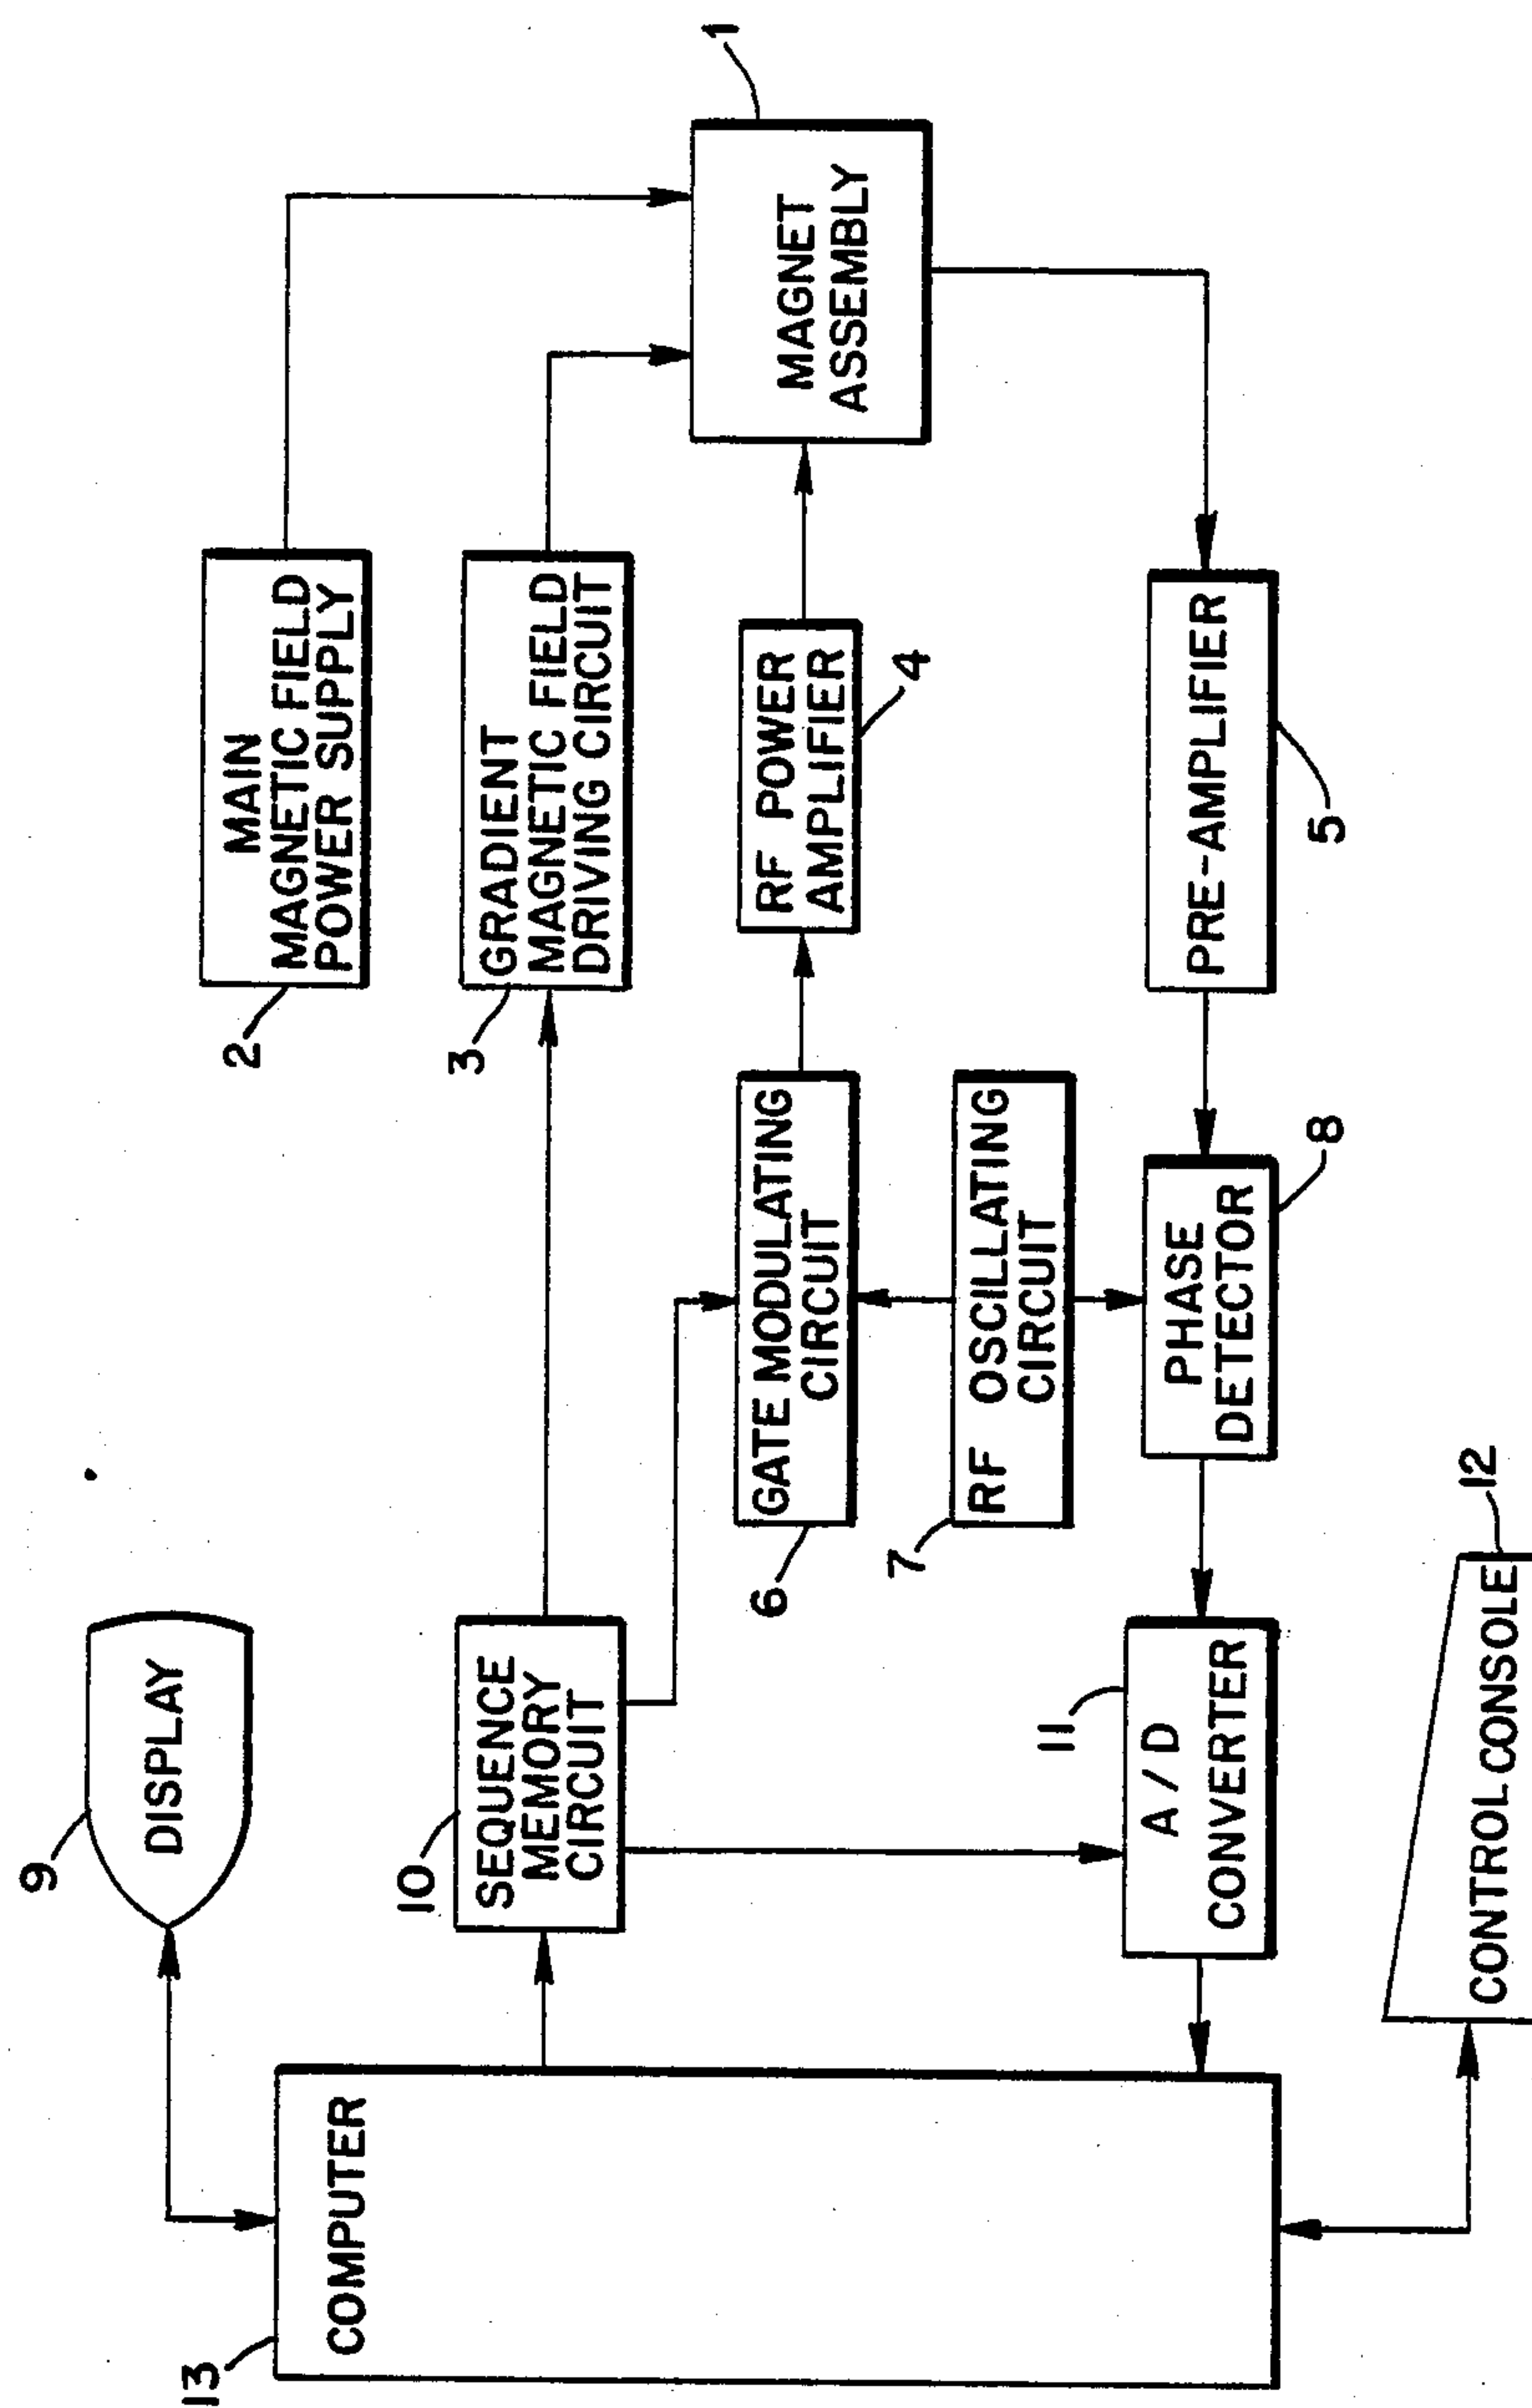 1
MAIN
MAGNETIC FIELD
POWER SUPPLY
2
GRADIENT
MAGNETIC FIELD
DRIVING CIRCUIT
3
MAGNET
ASSEMBLY
RF POWER
AMPLIFIER
4
PRE-AMPLIFIER
5
GATE MODULATING
CIRCUIT
6
RF OSCILLATING
CIRCUIT
7
PHASE
DETECTOR
8
DISPLAY
9
SEQUENCE
MEMORY
CIRCUIT
10
A/D
CONVERTER
11
CONTROL CONSOLE
12
COMPUTER
13